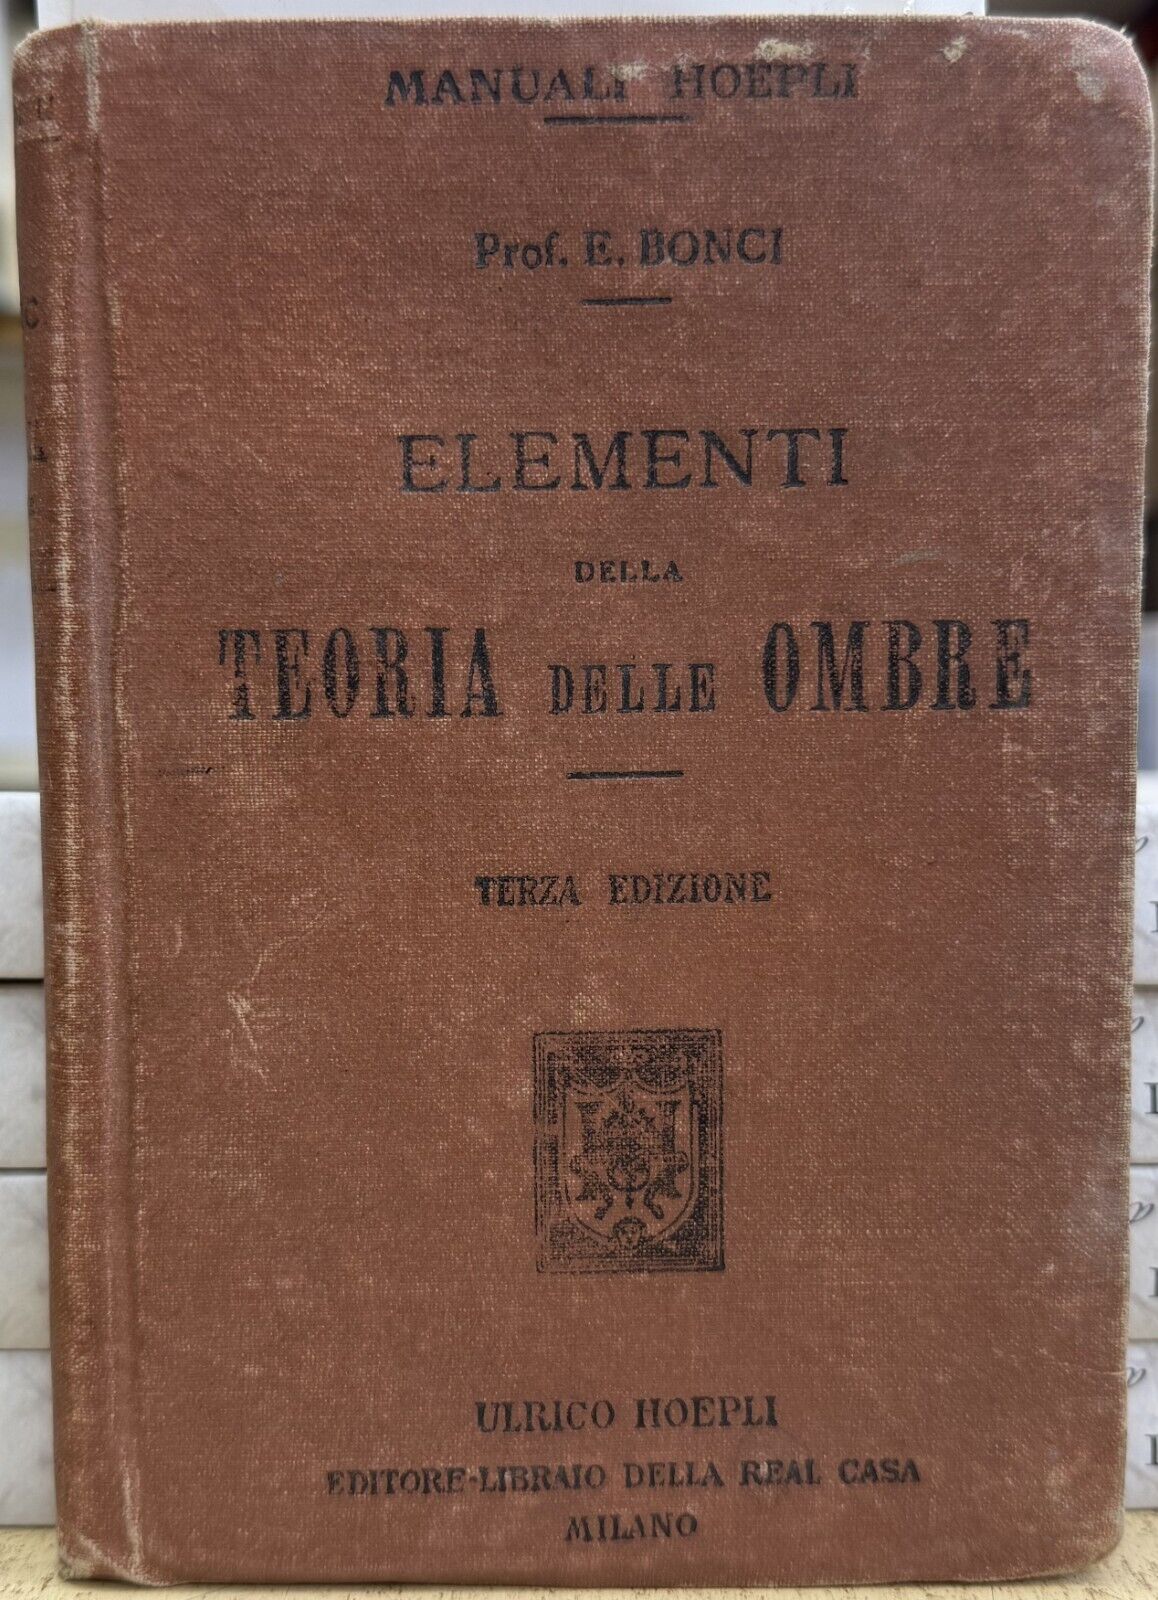 MANUALI HOEPLI
Prof. E. BONCI
ELEMENTI
DELLA
TEORIA DELLE OMBRE
TERZA EDIZIONE
ULRICO HOEPLI
EDITORE-LIBRAIO DELLA REAL CASA
MILANO